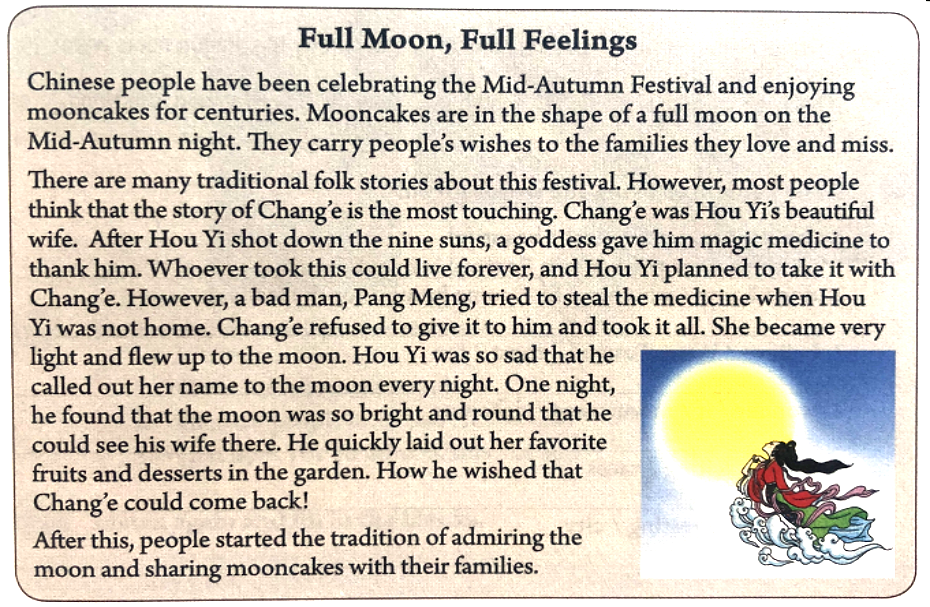 Full Moon, Full Feelings
Chinese people have been celebrating the Mid-Autumn Festival and enjoying
mooncakes for centuries. Mooncakes are in the shape of a full moon on the
Mid-Autumn night. They carry people's wishes to the families they love and miss.
There are many traditional folk stories about this festival. However, most people
think that the story of Chang'e is the most touching. Chang'e was Hou Yi's beautiful
wife. After Hou Yi shot down the nine suns, a goddess gave him magic medicine to
thank him. Whoever took this could live forever, and Hou Yi planned to take it with
Chang'e. However, a bad man, Pang Meng, tried to steal the medicine when Hou
Yi was not home. Chang'e refused to give it to him and took it all. She became very
light and flew up to the moon. Hou Yi was so sad that he
called out her name to the moon every night. One night,
he found that the moon was so bright and round that he
could see his wife there. He quickly laid out her favorite
fruits and desserts in the garden. How he wished that
Chang'e could come back!
After this, people started the tradition of admiring the
moon and sharing mooncakes with their families.